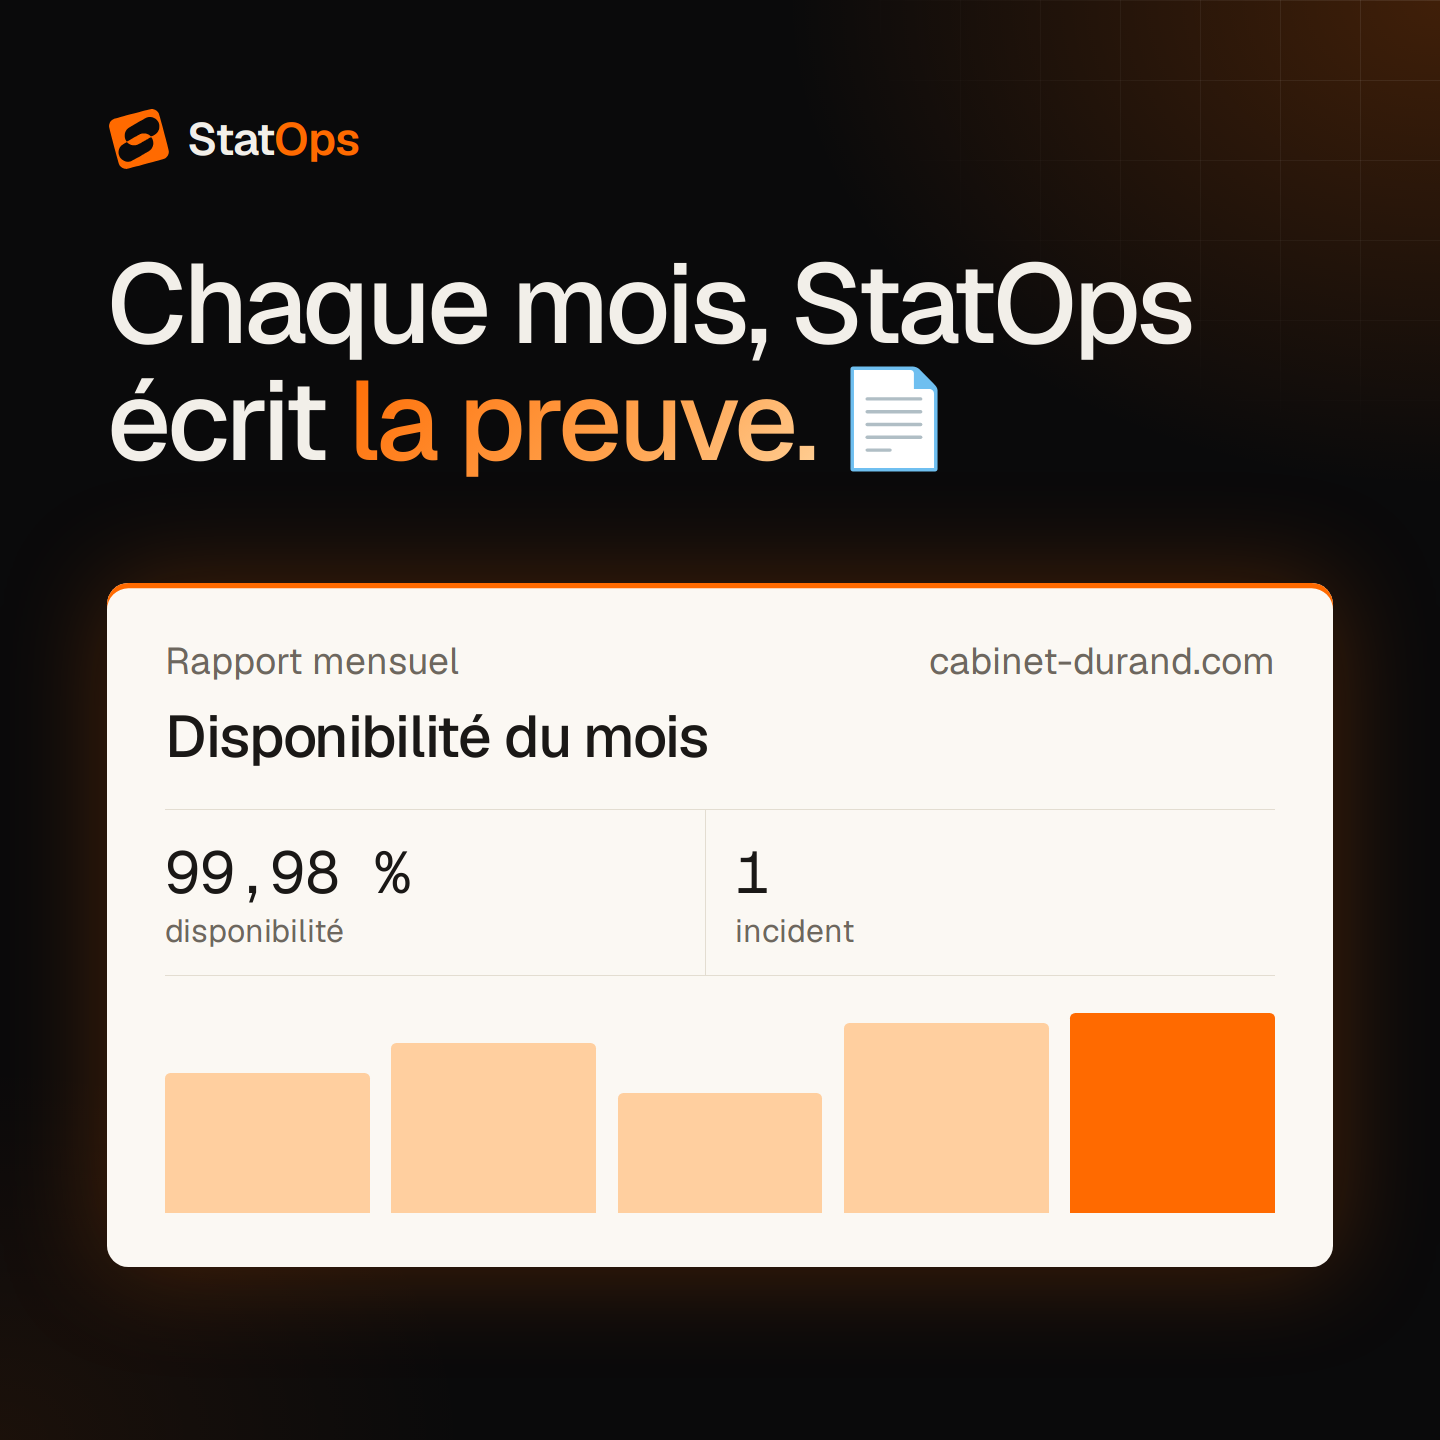 StatOps
Chaque mois, StatOps
écrit la preuve.
Rapport mensuel
cabinet-durand.com
Disponibilité du mois
99,98 %
disponibilité
1
incident